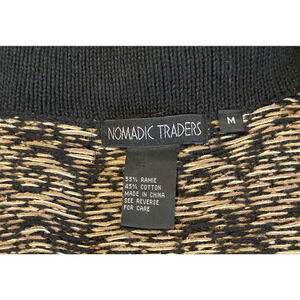 NOMADIC TRADERS
M
55% RAMIE
45% COTTON
MADE IN CHINA
SEE REVERSE
FOR CARE